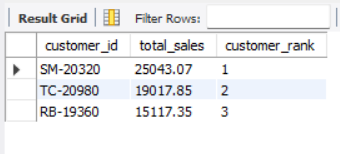 Result Grid Filter Rows:
customer_id total_sales customer_rank
SM-20320 25043.07 1
TC-20980 19017.85 2
RB-19360 15117.35 3